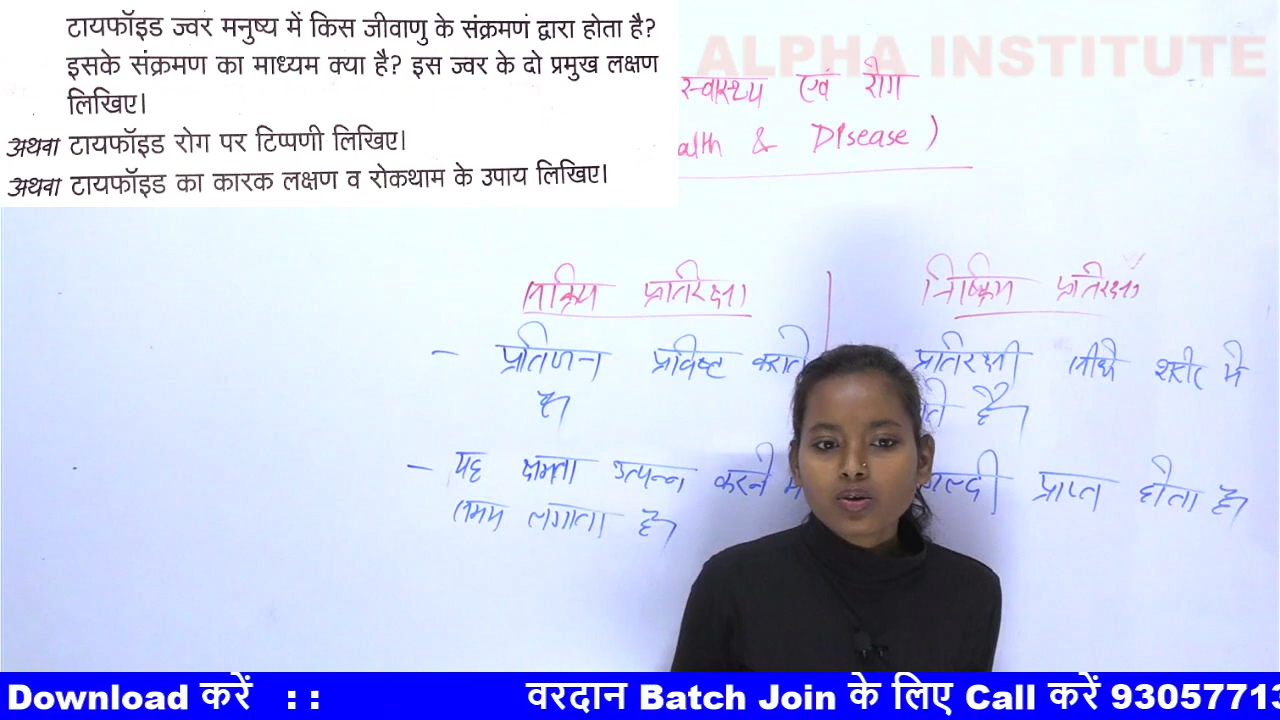 टायफॉइड ज्वर मनुष्य में किस जीवाणु के संक्रमण द्वारा होता है?
इसके संक्रमण का माध्यम क्या है? इस ज्वर के दो प्रमुख लक्षण
लिखिए।
अथवा टायफॉइड रोग पर टिप्पणी लिखिए।
अथवा टायफॉइड का कारक लक्षण व रोकथाम के उपाय लिखिए।
ALPHA INSTITUTE
स्वास्थ्य एवं रोग
alth & Disease )
सक्रिय प्रतिरक्षा
निष्क्रिय प्रतिरक्षा
– प्रतिजन प्रविष्ट कराते
है।
प्रतिरक्षी सीधे शरीर मे
है।
– यह क्षमता उत्पन्न करने मे
समय लगाता है।
जल्दी प्राप्त होता है।
Download करें : : वरदान Batch Join के लिए Call करें 93057713